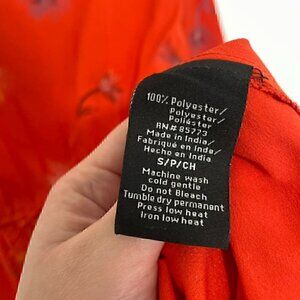 100% Polyester/
Polyester/
Poliéster
RN# 85773
Made in India/
Fabriqué en Inde/
Hecho en India
S/P/CH
Machine wash
cold gentle
Do not Bleach
Tumble dry permanent
Press low heat
Iron low heat